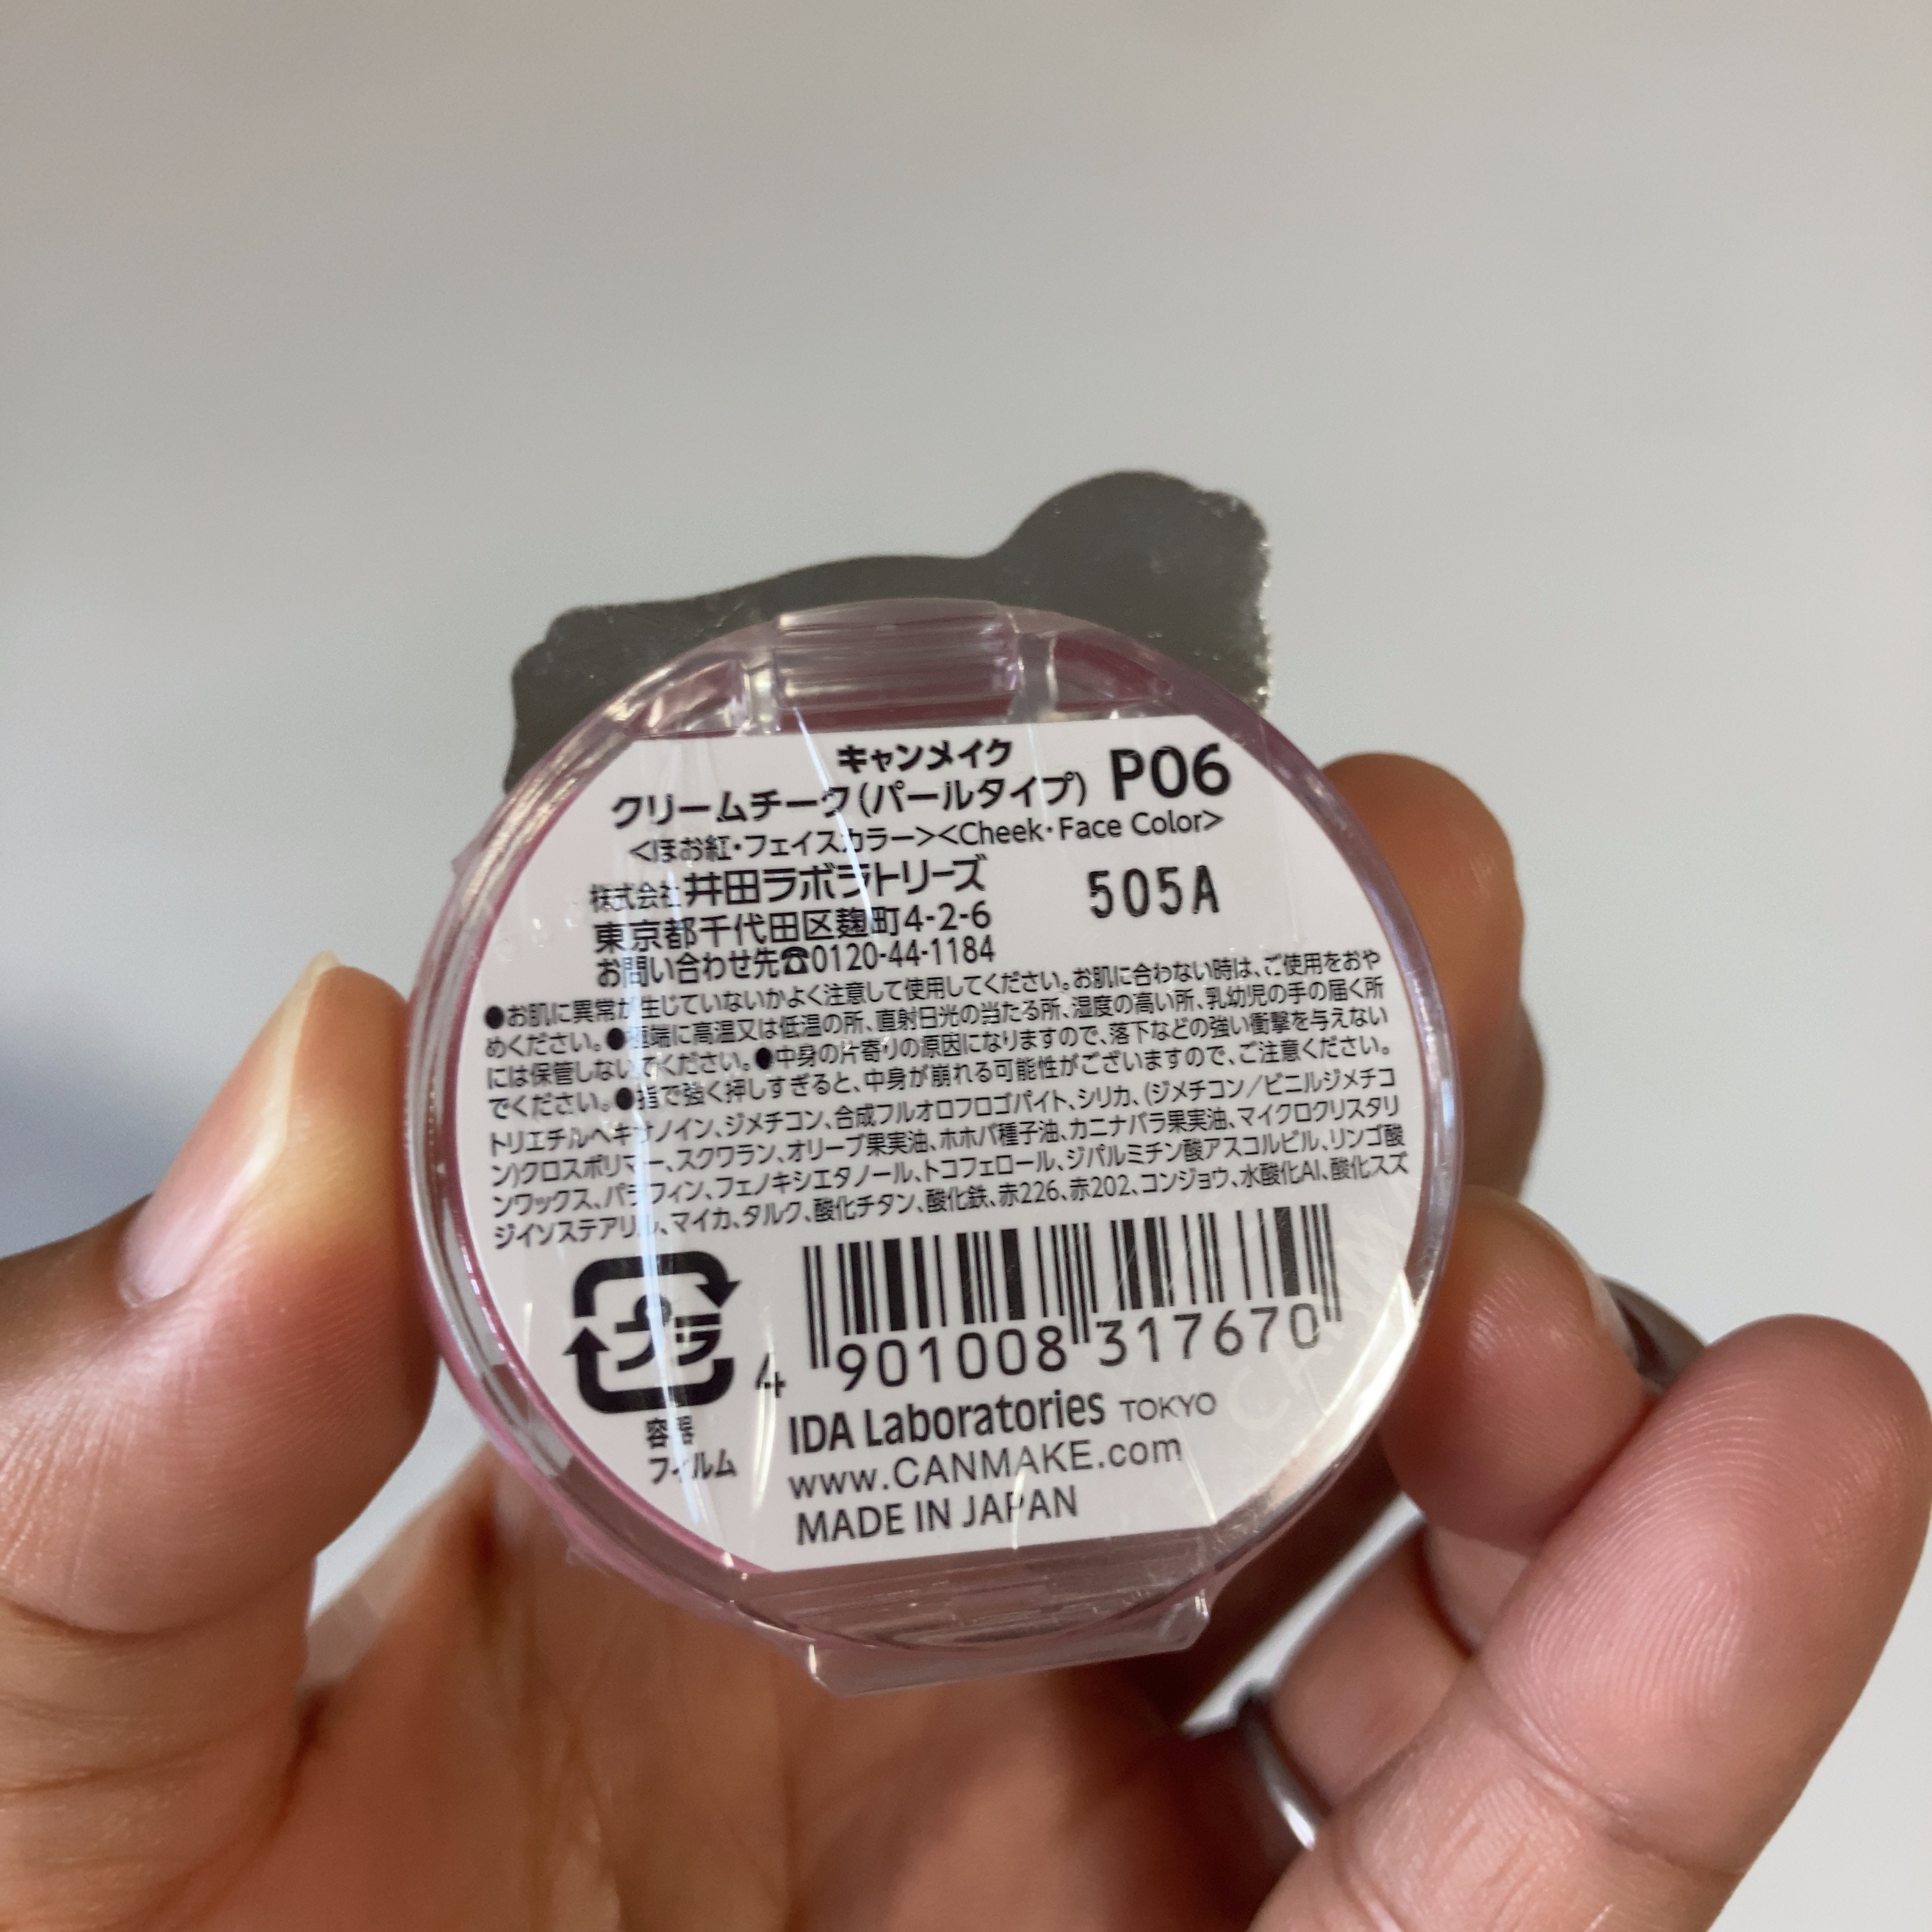 キャンメイク
クリームチーク(パールタイプ) P06
<ほお紅・フェイスカラー><Cheek・Face Color>
株式会社 井田ラボラトリーズ
505A
東京都千代田区麹町4-2-6
お問い合わせ先☎0120-44-1184
●お肌に異常が生じていないかよく注意して使用してください。お肌に合わない時は、ご使用をおや
めください。●極端に高温又は低温の所、直射日光の当たる所、湿度の高い所、乳幼児の手の届く所
には保管しないでください。●中身の片寄りの原因になりますので、落下などの強い衝撃を与えない
でください。●指で強く押しすぎると、中身が崩れる可能性がございますので、ご注意ください。
トリエチルヘキサノイン、ジメチコン、合成フルオロフロゴパイト、シリカ、(ジメチコン/ビニルジメチコ
ン)クロスポリマー、スクワラン、オリーブ果実油、ホホバ種子油、カニナバラ果実油、マイクロクリスタリ
ンワックス、パラフィン、フェノキシエタノール、トコフェロール、ジパルミチン酸アスコルビル、リンゴ酸
ジイソステアリル、マイカ、タルク、酸化チタン、酸化鉄、赤226、赤202、コンジョウ、水酸化Al、酸化スズ
プラ
容器
フィルム
4 901008 317670
IDA Laboratories TOKYO
www.CANMAKE.com
MADE IN JAPAN